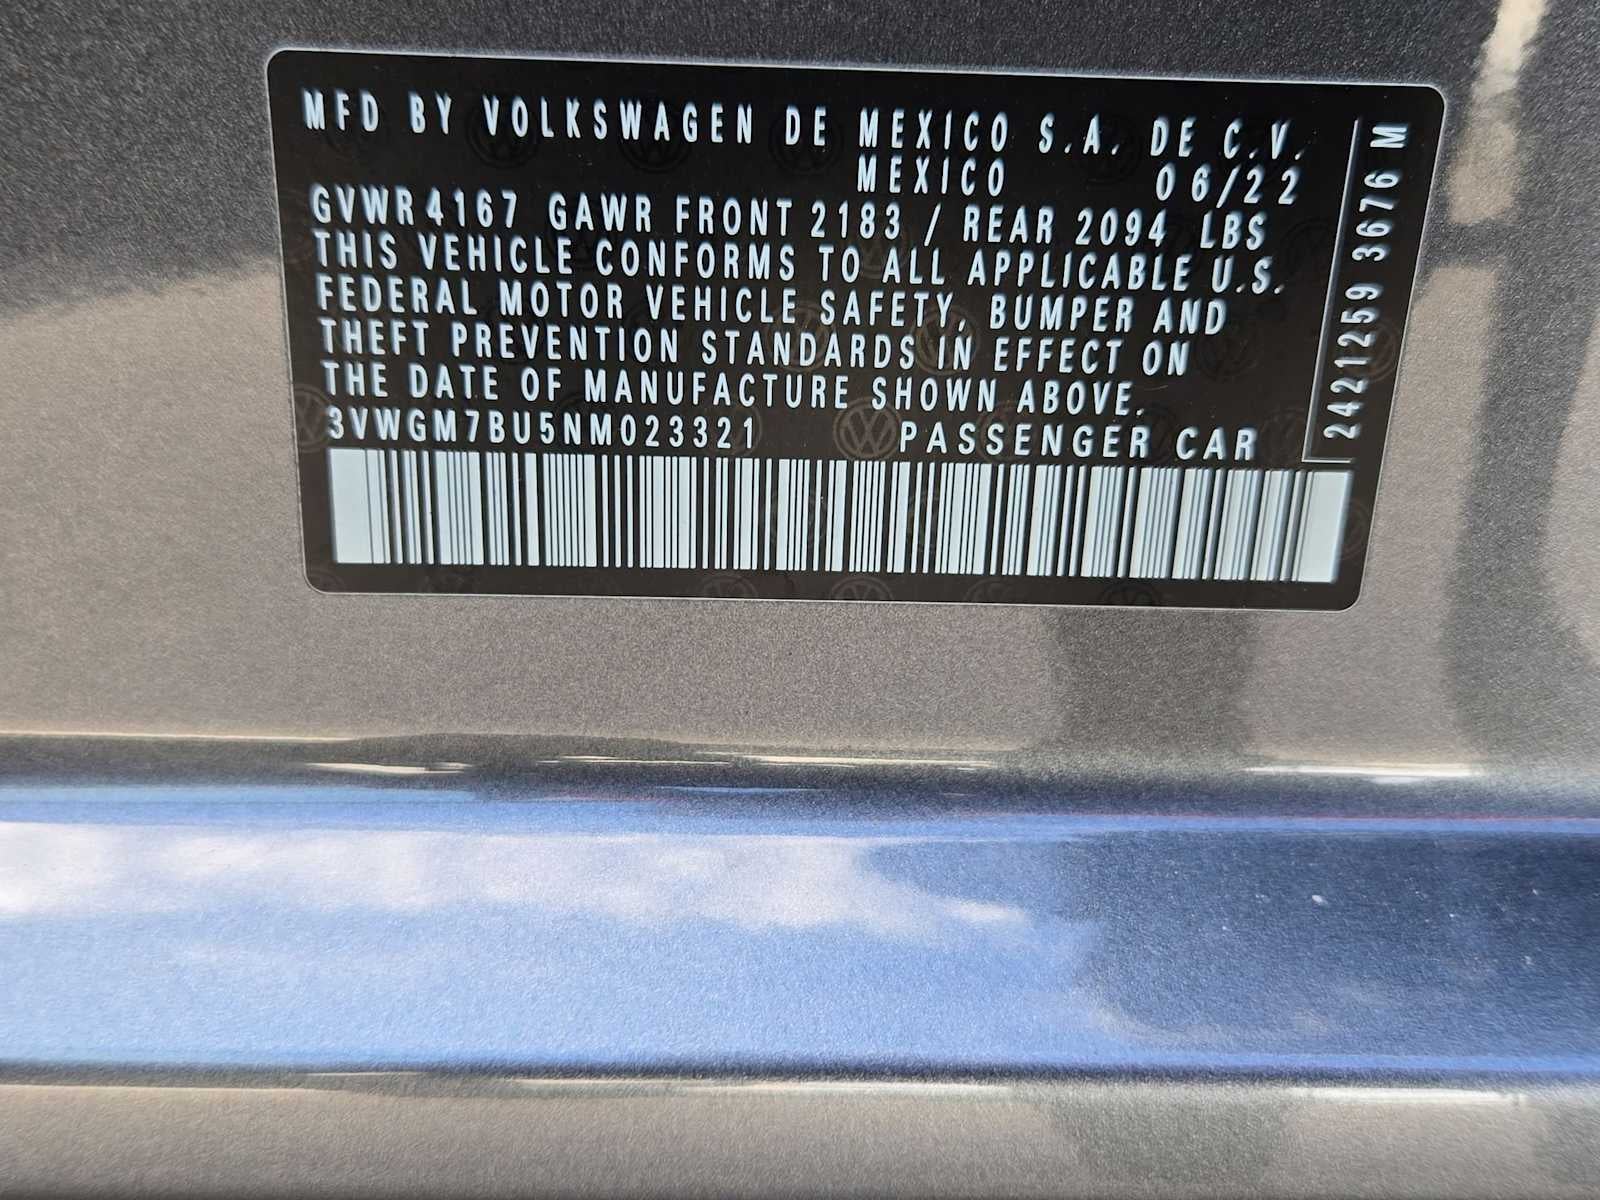 MFD BY VOLKSWAGEN DE MEXICO S.A. DE C.V.
MEXICO 06/22
GVWR 4167 GAWR FRONT 2183 / REAR 2094 LBS
THIS VEHICLE CONFORMS TO ALL APPLICABLE U.S.
FEDERAL MOTOR VEHICLE SAFETY, BUMPER AND
THEFT PREVENTION STANDARDS IN EFFECT ON
THE DATE OF MANUFACTURE SHOWN ABOVE.
3VWGM7BU5NM023321 PASSENGER CAR
2421259 3676 M